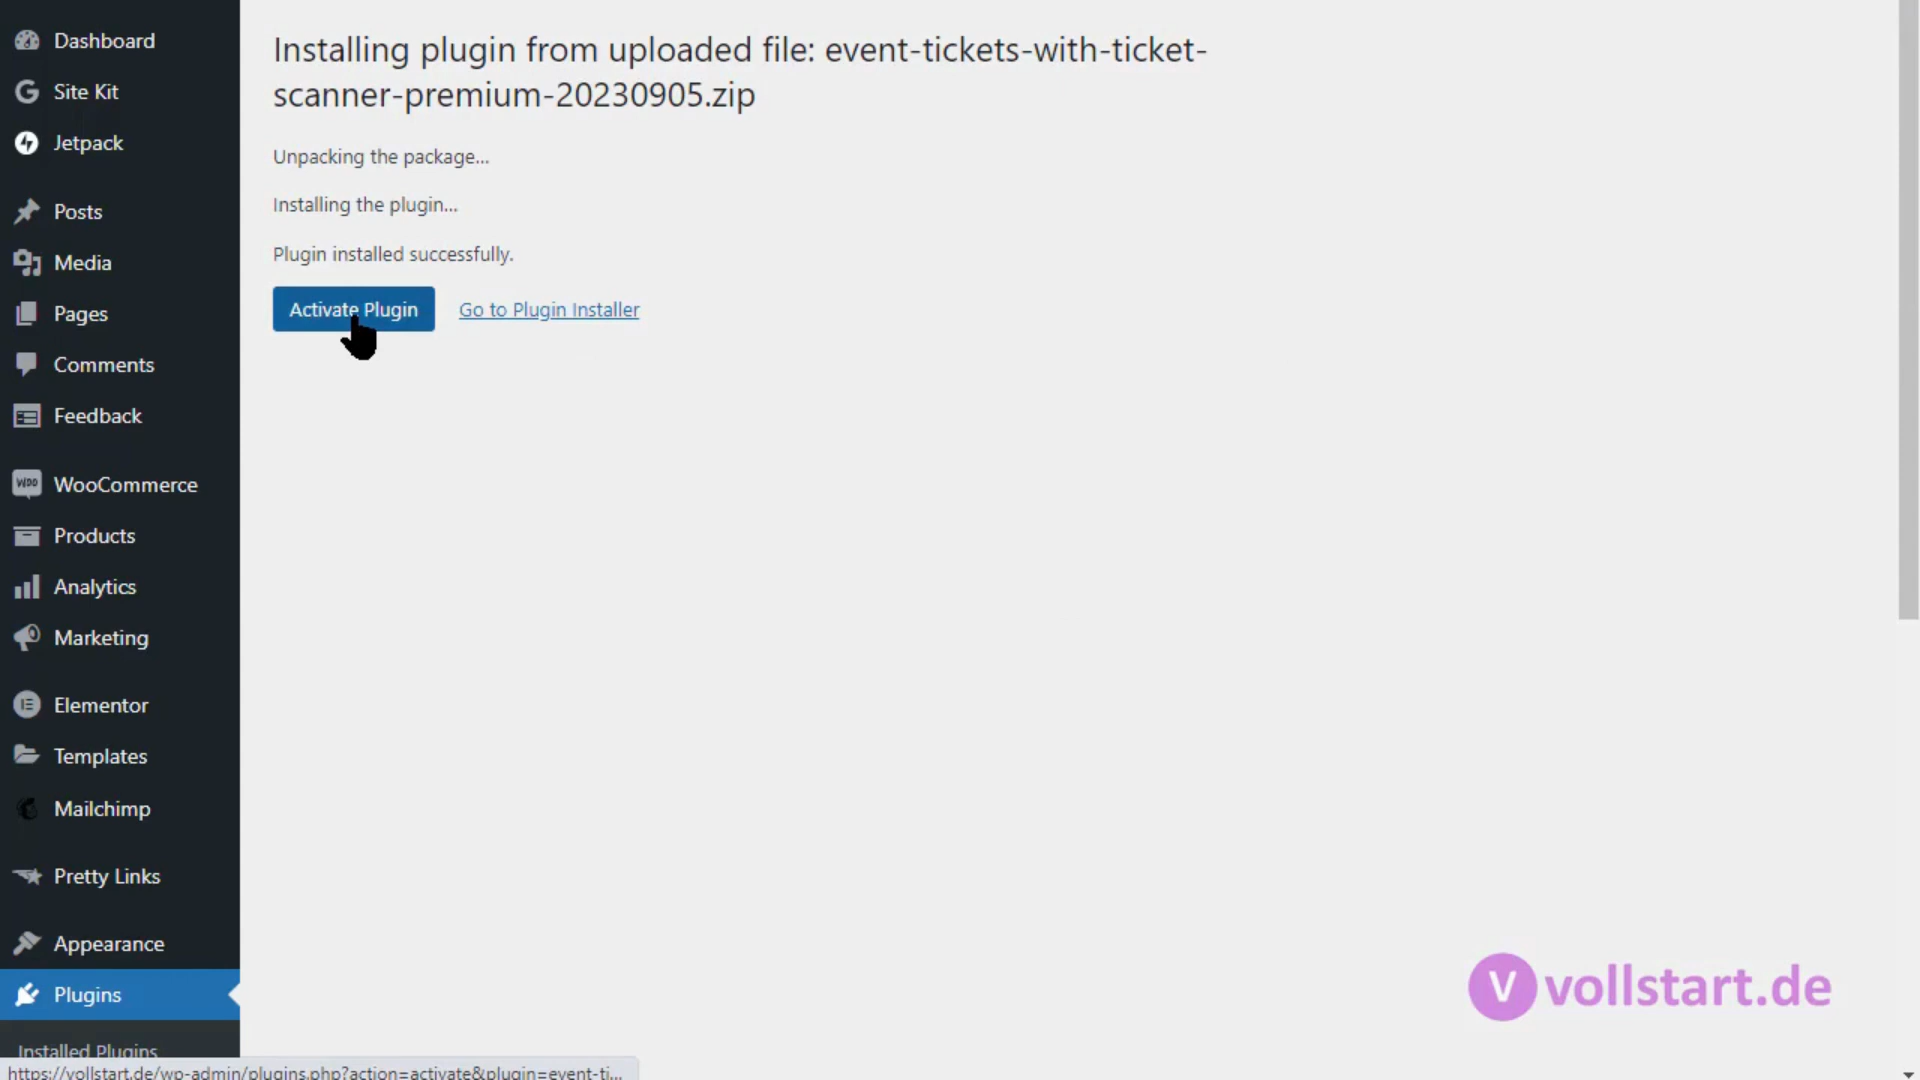 Dashboard
Site Kit
Jetpack
Posts
Media
Pages
Comments
Feedback
WooCommerce
Products
Analytics
Marketing
Elementor
Templates
Mailchimp
Pretty Links
Appearance
Plugins
Installed Plugins
Installing plugin from uploaded file: event-tickets-with-ticket-
scanner-premium-20230905.zip
Unpacking the package...
Installing the plugin...
Plugin installed successfully.
Activate Plugin Go to Plugin Installer
V vollstart.de
https://vollstart.de/wp-admin/plugins.php?action=activate&plugin=event-ti...